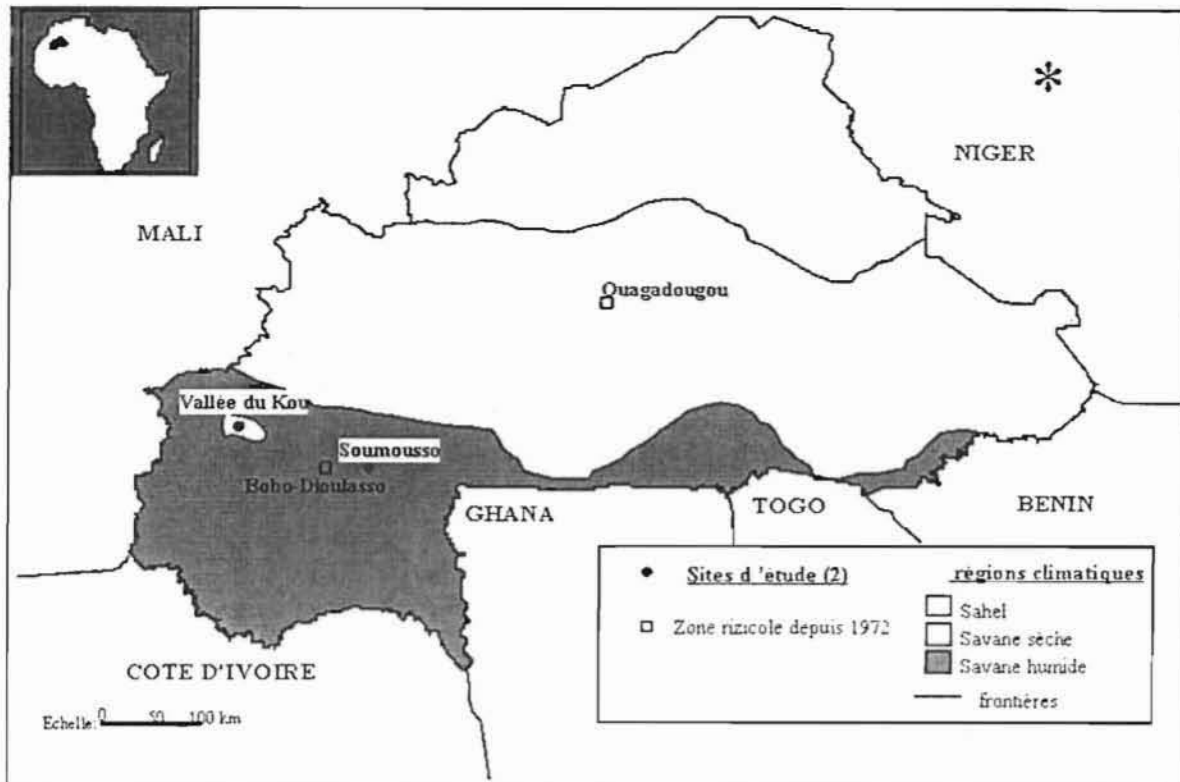 NIGER
MALI
Ouagadougou
Vallée du Kou
Soumousso
Bobo-Dioulasso
GHANA
TOGO
BENIN
COTE D'IVOIRE
Echelle: 0 50 100 km
Sites d 'étude (2)
Zone rizicole depuis 1972
régions climatiques
Sahel
Savane sèche
Savane humide
frontières